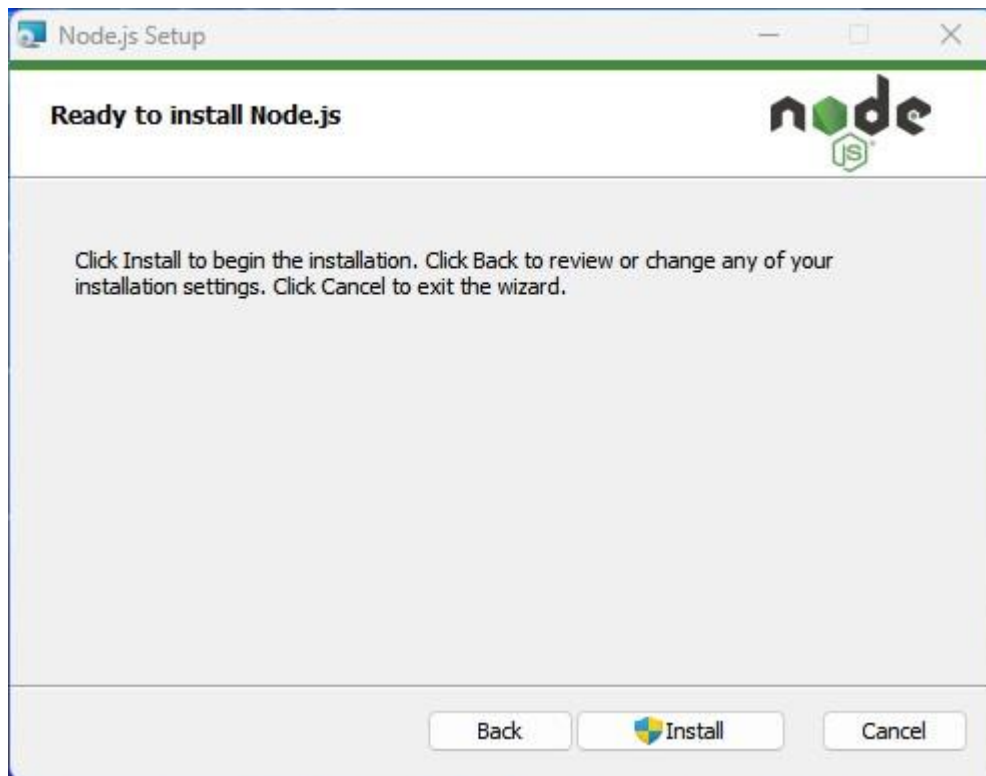 Node.js Setup
Ready to install Node.js
node
JS
Click Install to begin the installation. Click Back to review or change any of your
installation settings. Click Cancel to exit the wizard.
Back
Install
Cancel